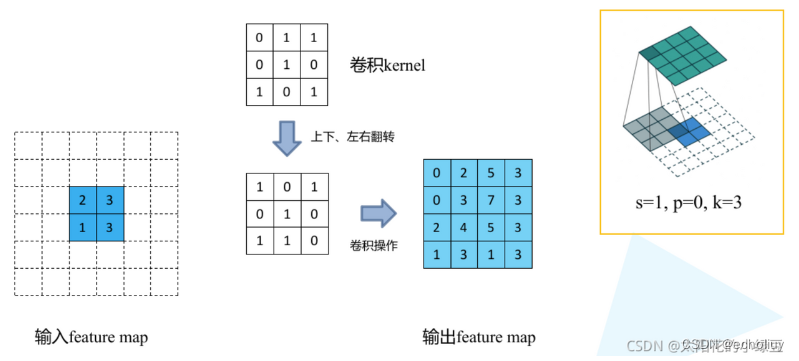 0 1 1
0 1 0
1 0 1
卷积kernel
上下、左右翻转
2 3
1 3
1 0 1
0 1 0
1 1 0
卷积操作
0 2 5 3
0 3 7 3
2 4 5 3
1 3 1 3
s=1, p=0, k=3
输入feature map
输出feature map
CSDN